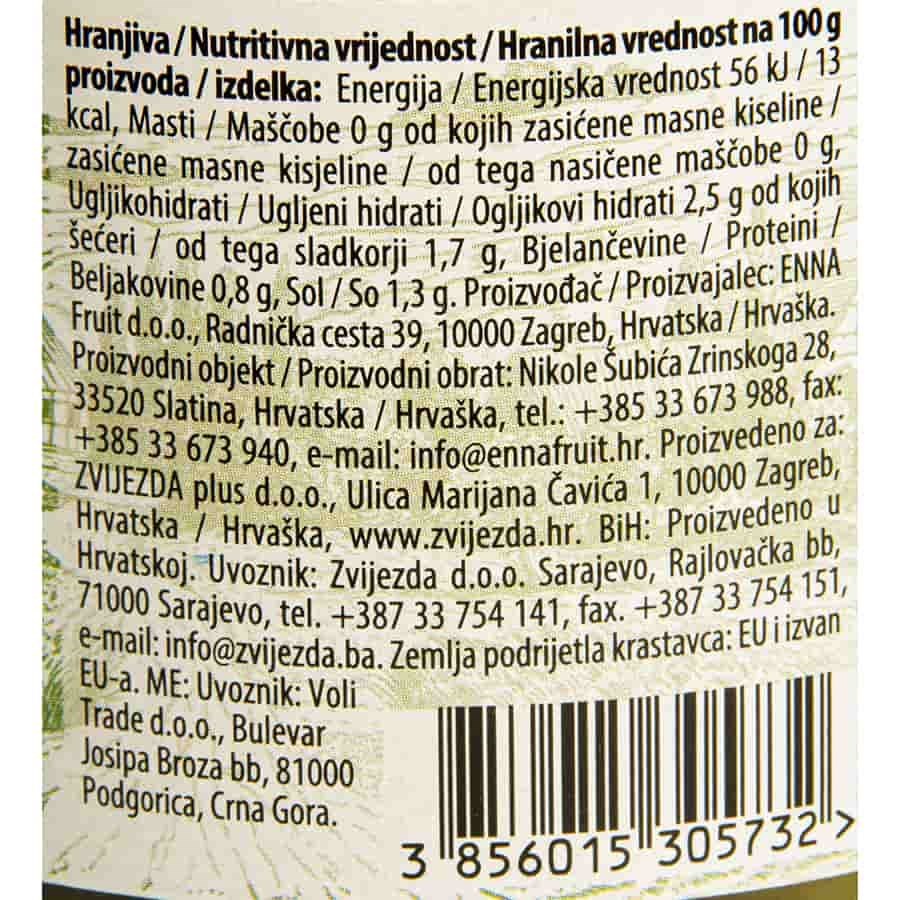 Hranjiva / Nutritivna vrijednost / Hranilna vrednost na 100 g
proizvoda / izdelka: Energija / Energijska vrednost 56 kJ / 13
kcal, Masti / Maščobe 0 g od kojih zasićene masne kiseline /
zasićene masne kisjeline / od tega nasičene maščobe 0 g,
Ugljikohidrati / Ugljeni hidrati / Ogljikovi hidrati 2,5 g od kojih
šećeri / od tega sladkorji 1,7 g, Bjelančevine / Proteini /
Beljakovine 0,8 g, Sol / So 1,3 g. Proizvođač / Proizvajalec: ENNA
Fruit d.o.o., Radnička cesta 39, 10000 Zagreb, Hrvatska / Hrvaška.
Proizvodni objekt / Proizvodni obrat: Nikole Šubića Zrinskoga 28,
33520 Slatina, Hrvatska / Hrvaška, tel.: +385 33 673 988, fax:
+385 33 673 940, e-mail: info@ennafruit.hr. Proizvedeno za:
ZVIJEZDA plus d.o.o., Ulica Marijana Čavića 1, 10000 Zagreb,
Hrvatska / Hrvaška, www.zvijezda.hr. BiH: Proizvedeno u
Hrvatskoj. Uvoznik: Zvijezda d.o.o. Sarajevo, Rajlovačka bb,
71000 Sarajevo, tel. +387 33 754 141, fax. +387 33 754 151,
e-mail: info@zvijezda.ba. Zemlja podrijetla krastavca: EU i izvan
EU-a. ME: Uvoznik: Voli
Trade d.o.o., Bulevar
Josipa Broza bb, 81000
Podgorica, Crna Gora.
3 856015 305732 >